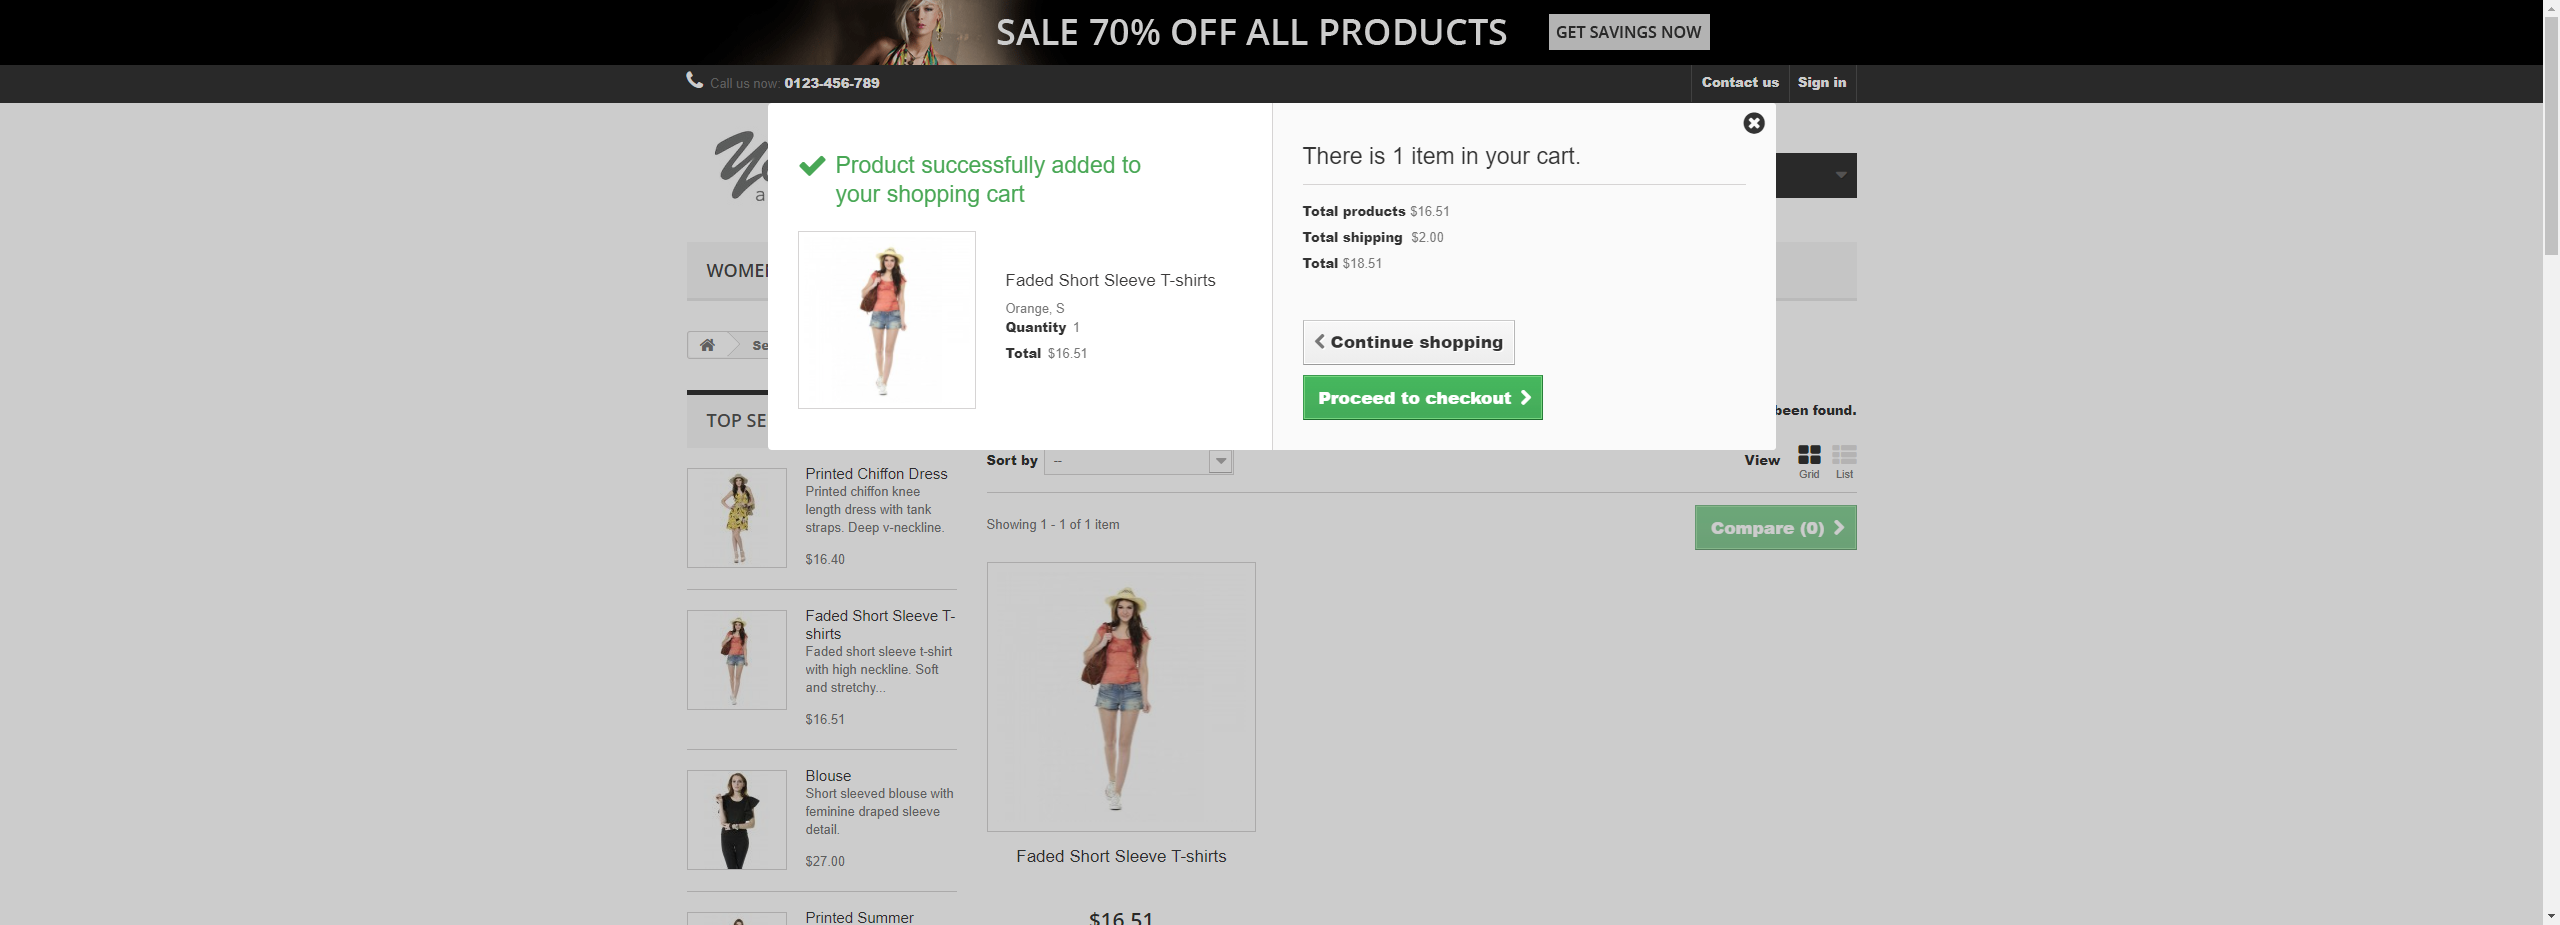 SALE 70% OFF ALL PRODUCTS
GET SAVINGS NOW
Call us now: 0123-456-789
Contact us
Sign in
Product successfully added to
your shopping cart
Faded Short Sleeve T-shirts
Orange, S
Quantity 1
Total $16.51
There is 1 item in your cart.
Total products $16.51
Total shipping $2.00
Total $18.51
Continue shopping
Proceed to checkout
been found.
Sort by --
View
Grid
List
Showing 1 - 1 of 1 item
Compare (0)
Faded Short Sleeve T-shirts
$16.51
TOP SE
Printed Chiffon Dress
Printed chiffon knee
length dress with tank
straps. Deep v-neckline.
$16.40
Faded Short Sleeve T-
shirts
Faded short sleeve t-shirt
with high neckline. Soft
and stretchy...
$16.51
Blouse
Short sleeved blouse with
feminine draped sleeve
detail.
$27.00
Printed Summer